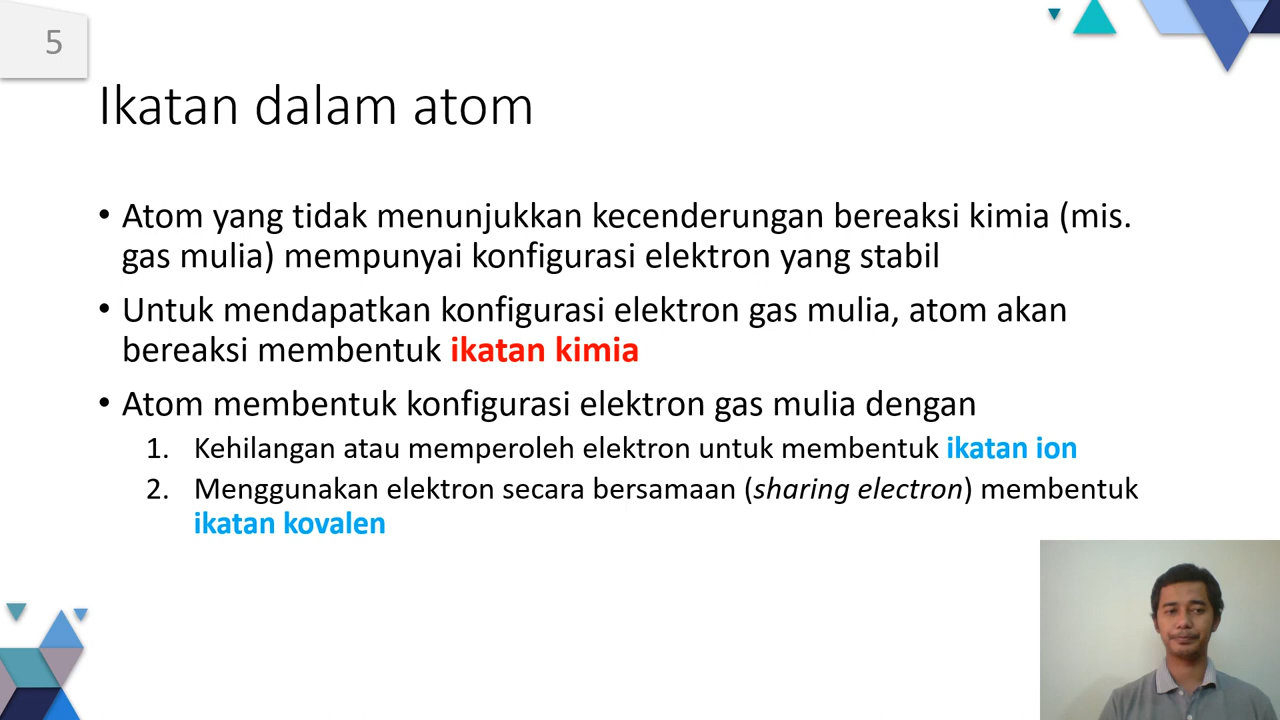 5
Ikatan dalam atom
• Atom yang tidak menunjukkan kecenderungan bereaksi kimia (mis.
gas mulia) mempunyai konfigurasi elektron yang stabil
• Untuk mendapatkan konfigurasi elektron gas mulia, atom akan
bereaksi membentuk ikatan kimia
• Atom membentuk konfigurasi elektron gas mulia dengan
1. Kehilangan atau memperoleh elektron untuk membentuk ikatan ion
2. Menggunakan elektron secara bersamaan (sharing electron) membentuk
ikatan kovalen